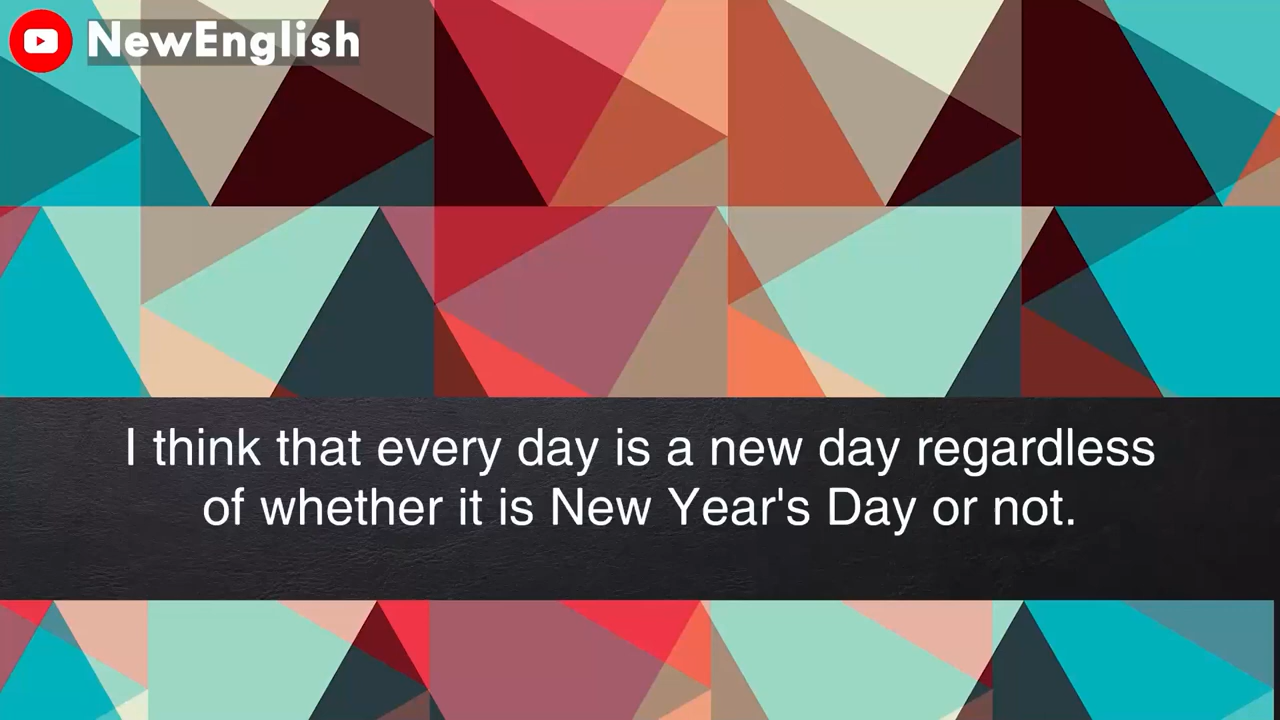 NewEnglish
I think that every day is a new day regardless
of whether it is New Year's Day or not.